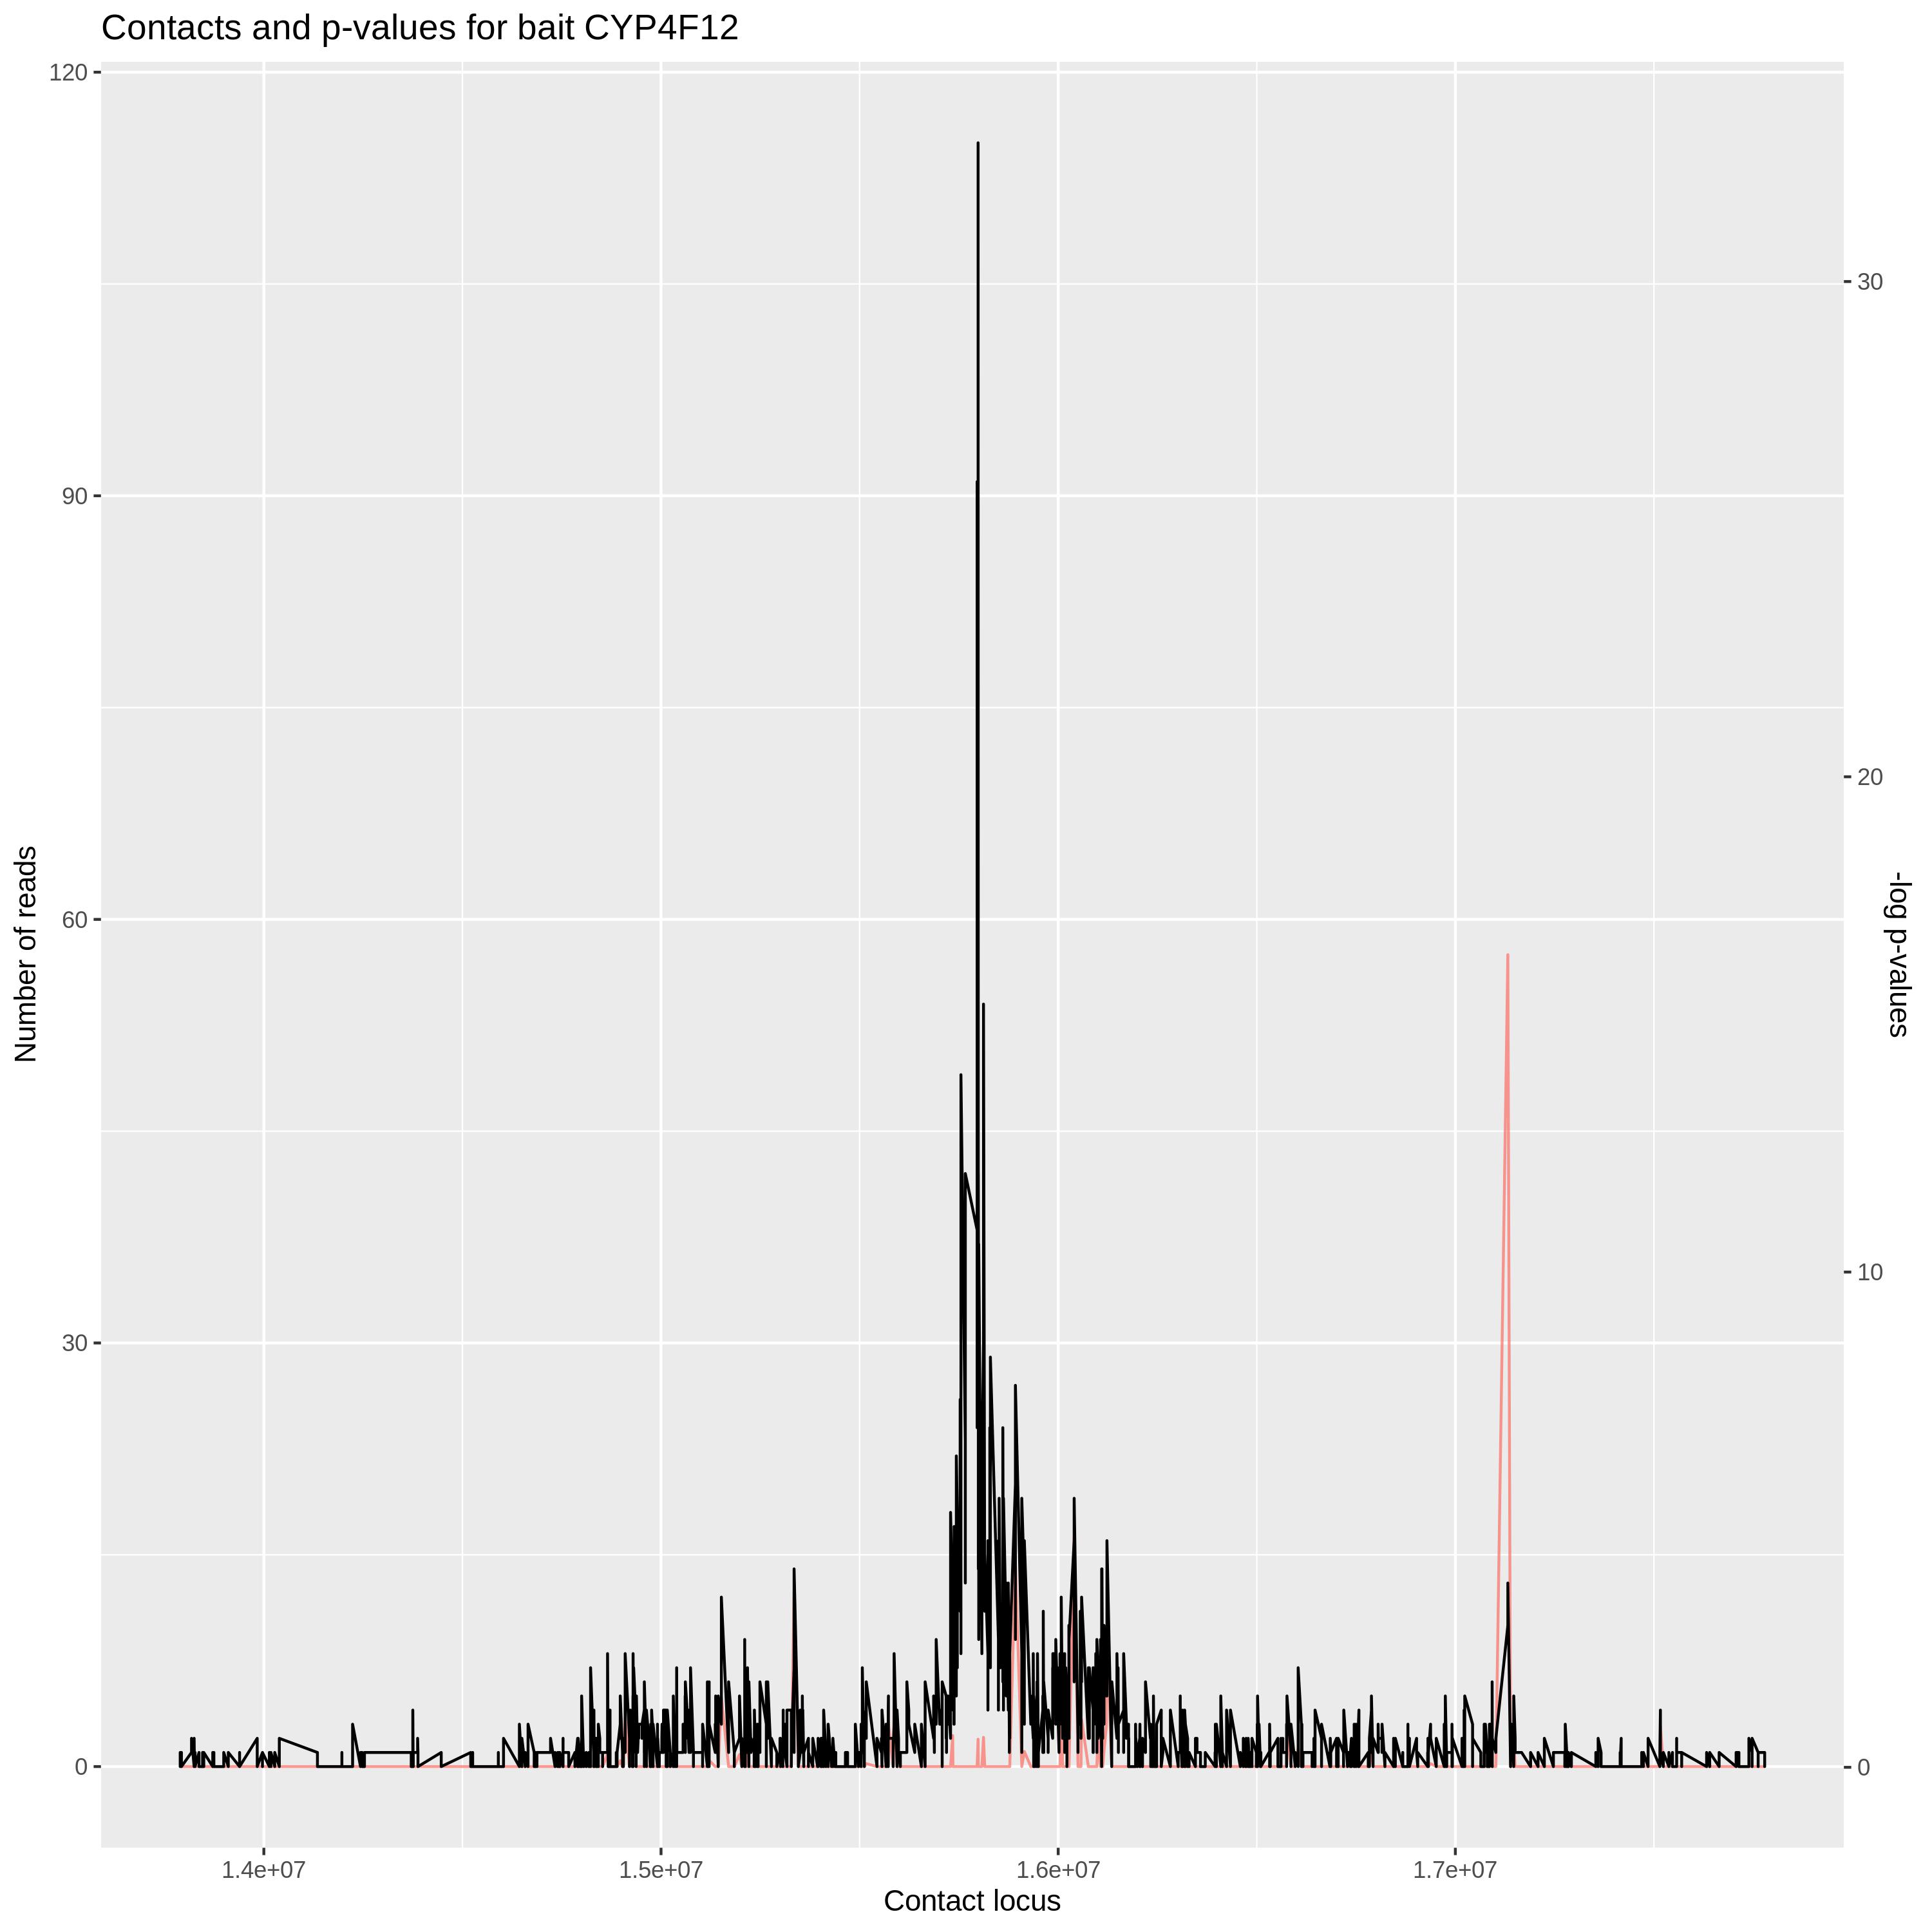 Contacts and p-values for bait CYP4F12
120
90
60
30
0
Number of reads
30
20
10
0
-log p-values
1.4e+07
1.5e+07
1.6e+07
1.7e+07
Contact locus